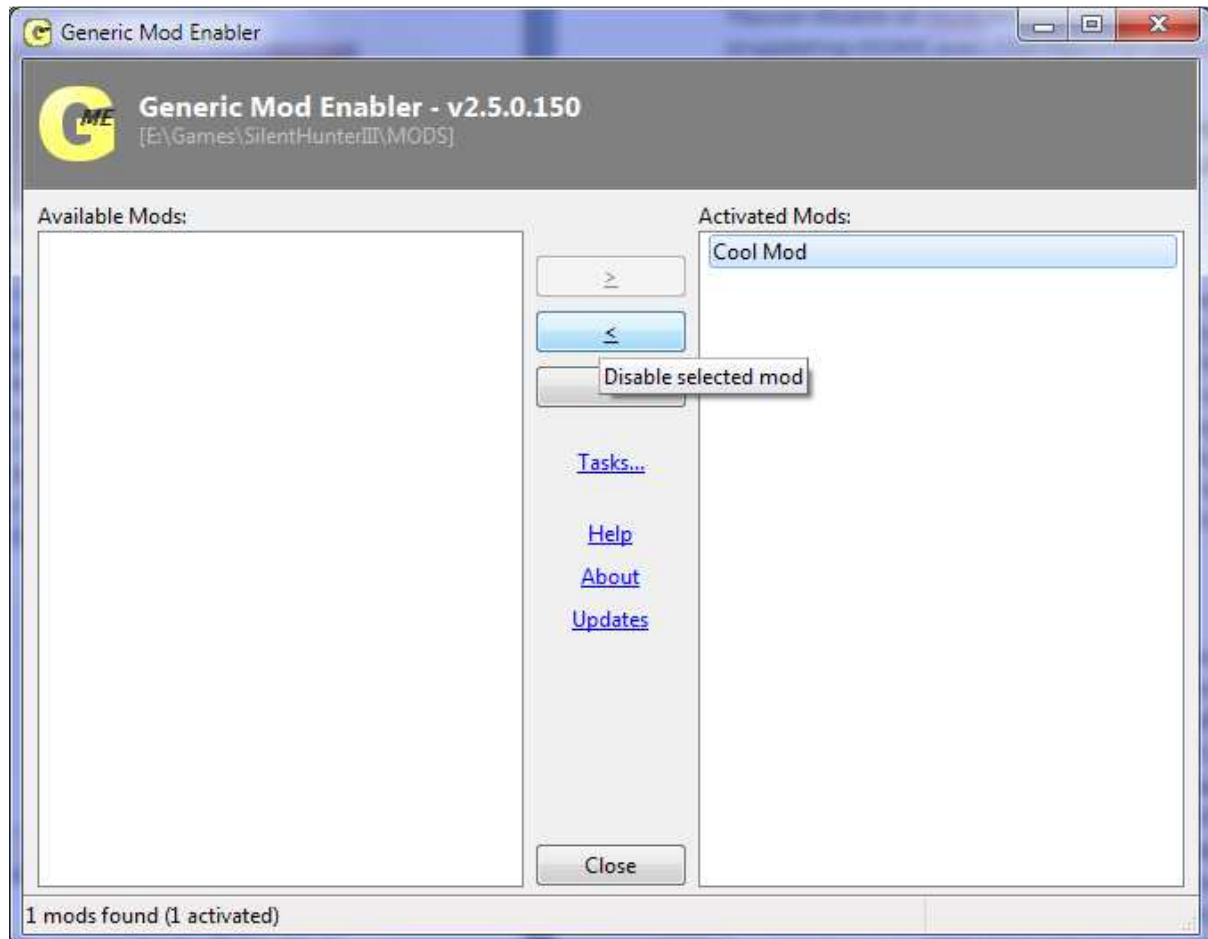 Generic Mod Enabler
GME
Generic Mod Enabler - v2.5.0.150
[E:\Games\SilentHunterIII\MODS]
Available Mods:
Activated Mods:
Cool Mod
>
<
Disable selected mod
Tasks...
Help
About
Updates
Close
1 mods found (1 activated)